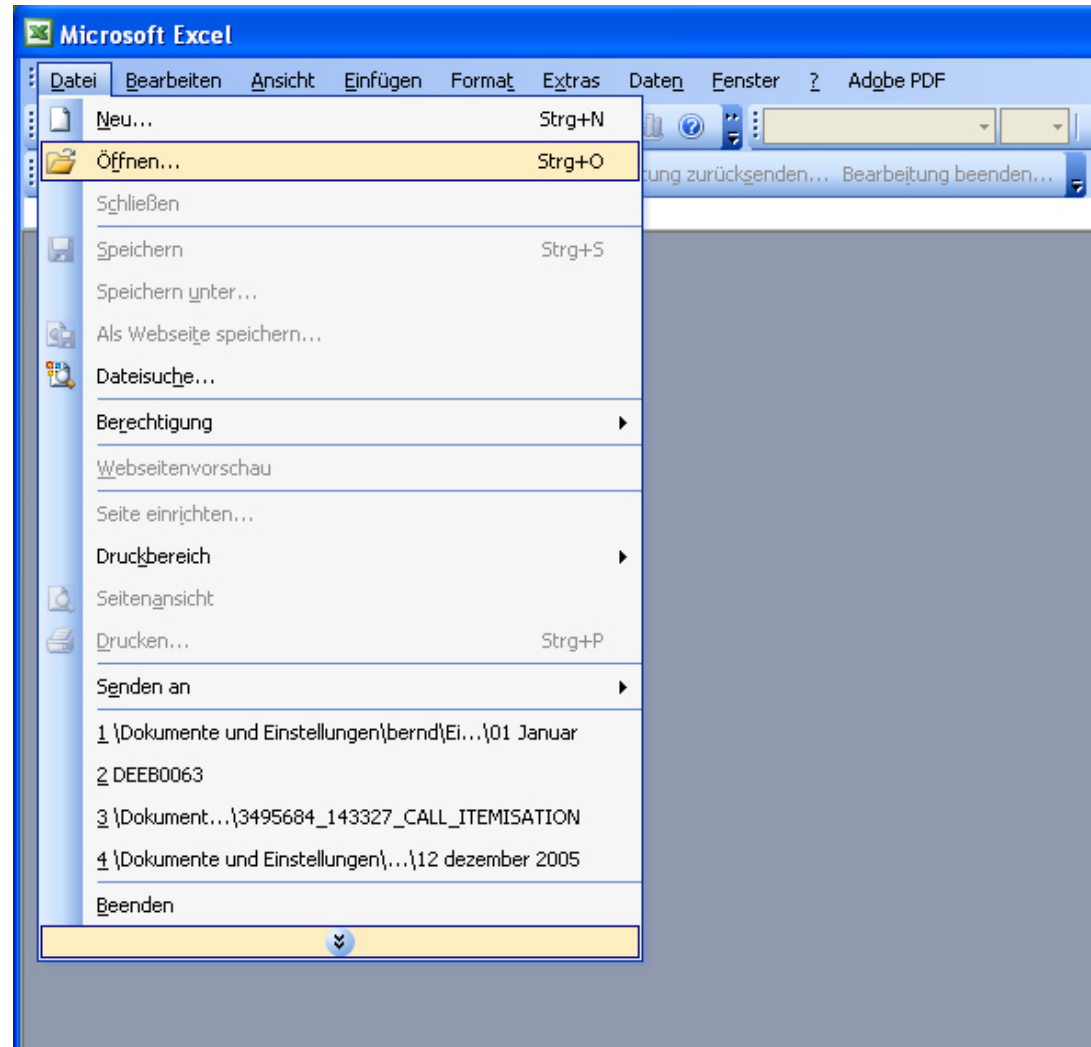 Microsoft Excel
Datei Bearbeiten Ansicht Einfügen Format Extras Daten Fenster ? Adobe PDF
Neu... Strg+N
Öffnen... Strg+O
zurücksenden... Bearbeitung beenden...
Schließen
Speichern Strg+S
Speichern unter...
Als Webseite speichern...
Dateisuche...
Berechtigung
Webseitenvorschau
Seite einrichten...
Druckbereich
Seitenansicht
Drucken... Strg+P
Senden an
1 \Dokumente und Einstellungen\bernd\Ei...\01 Januar
2 DEEB0063
3 \Dokument...\3495684_143327_CALL_ITEMISATION
4 \Dokumente und Einstellungen\...\12 dezember 2005
Beenden